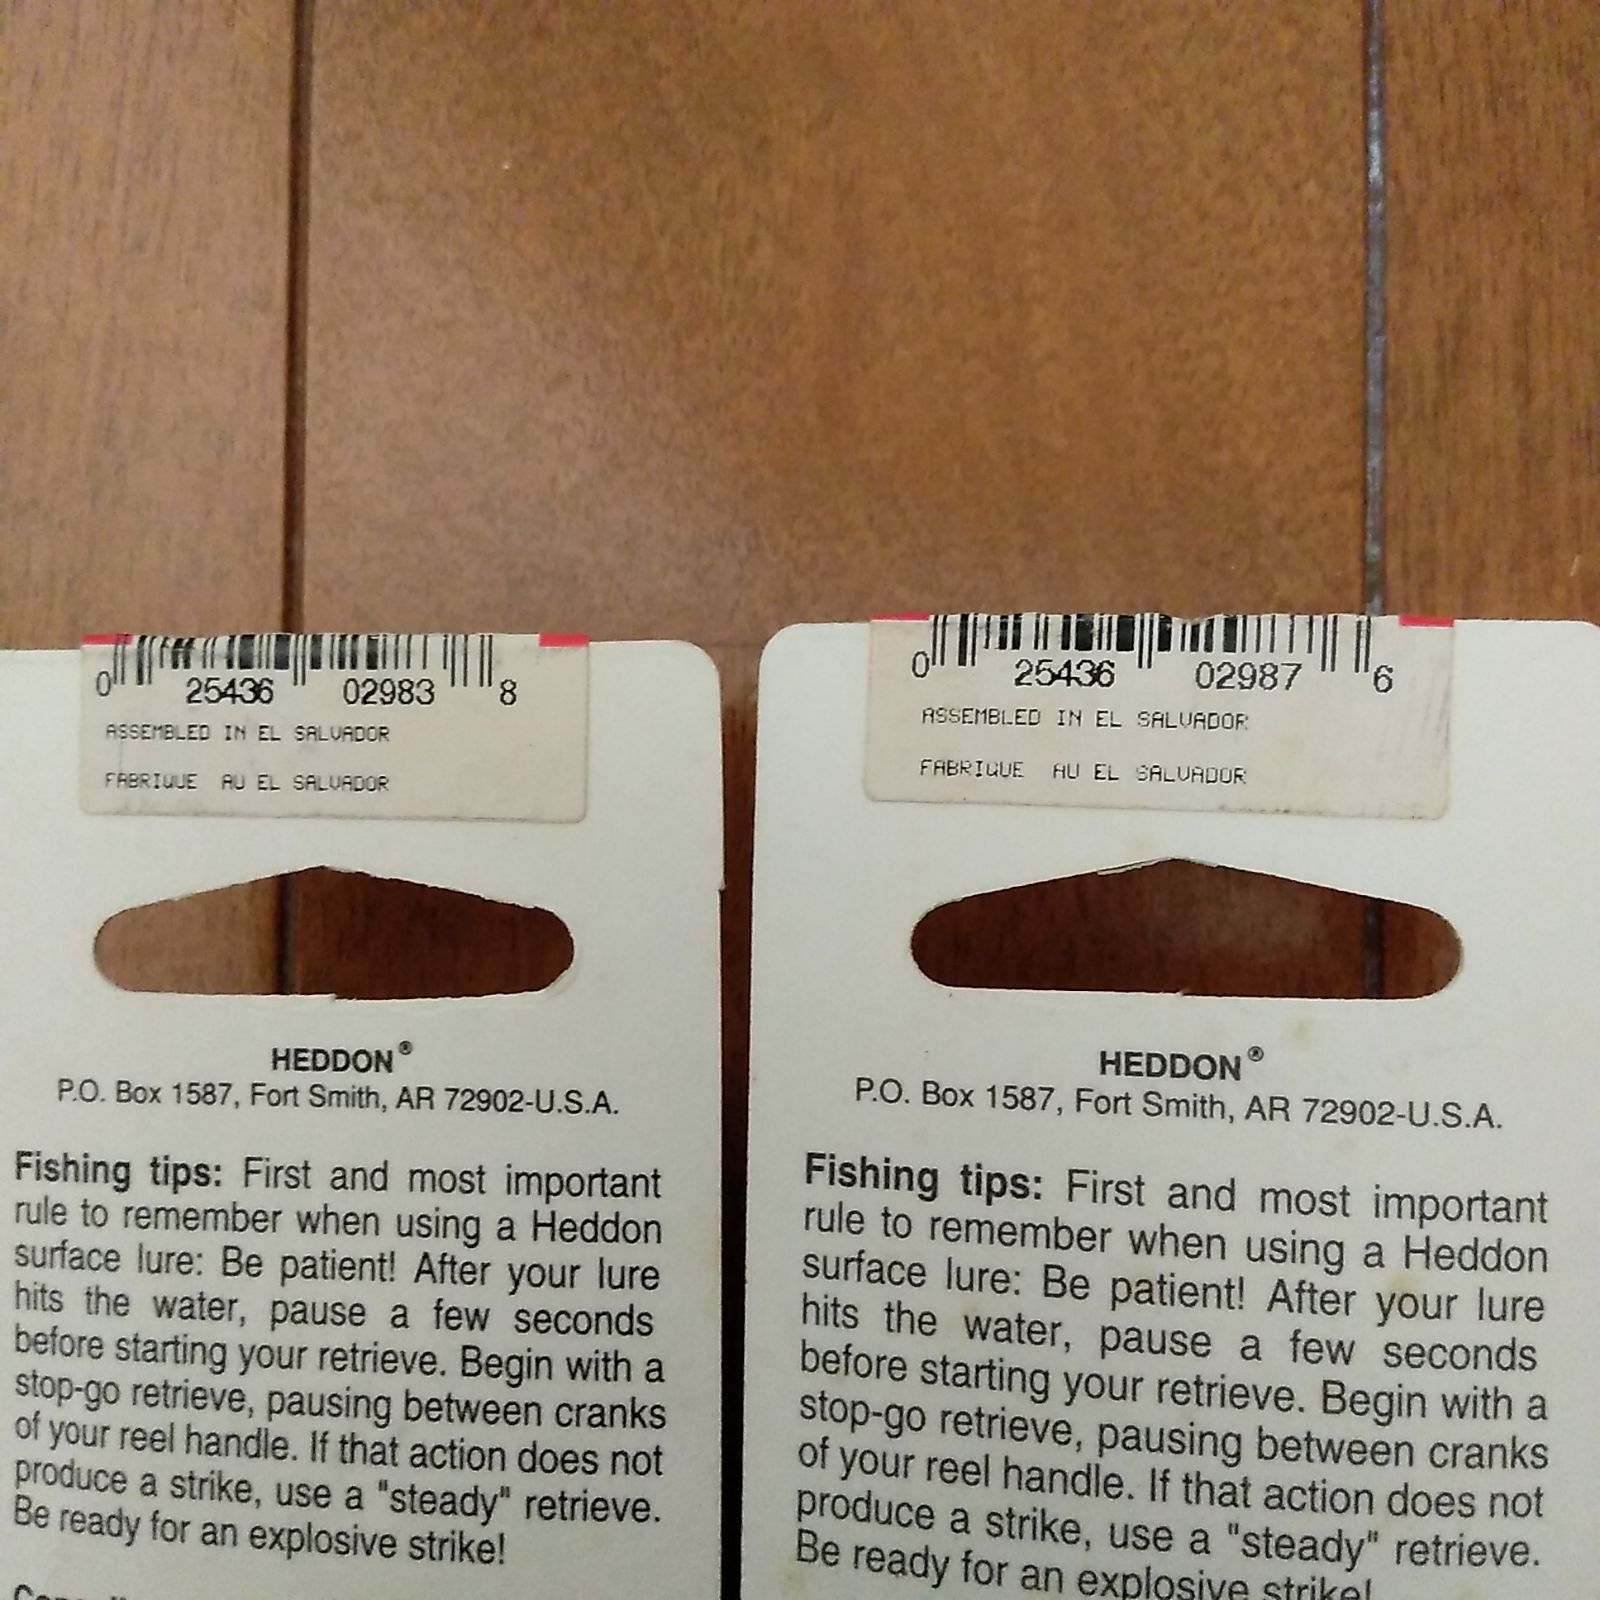 0 25436 02983 8
ASSEMBLED IN EL SALVADOR
FABRIQUE AU EL SALVADOR
HEDDON®
P.O. Box 1587, Fort Smith, AR 72902-U.S.A.
Fishing tips: First and most important
rule to remember when using a Heddon
surface lure: Be patient! After your lure
hits the water, pause a few seconds
before starting your retrieve. Begin with a
stop-go retrieve, pausing between cranks
of your reel handle. If that action does not
produce a strike, use a "steady" retrieve.
Be ready for an explosive strike!
0 25436 02987 6
ASSEMBLED IN EL SALVADOR
FABRIQUE AU EL SALVADOR
HEDDON®
P.O. Box 1587, Fort Smith, AR 72902-U.S.A.
Fishing tips: First and most important
rule to remember when using a Heddon
surface lure: Be patient! After your lure
hits the water, pause a few seconds
before starting your retrieve. Begin with a
stop-go retrieve, pausing between cranks
of your reel handle. If that action does not
produce a strike, use a "steady" retrieve.
Be ready for an explosive strike!